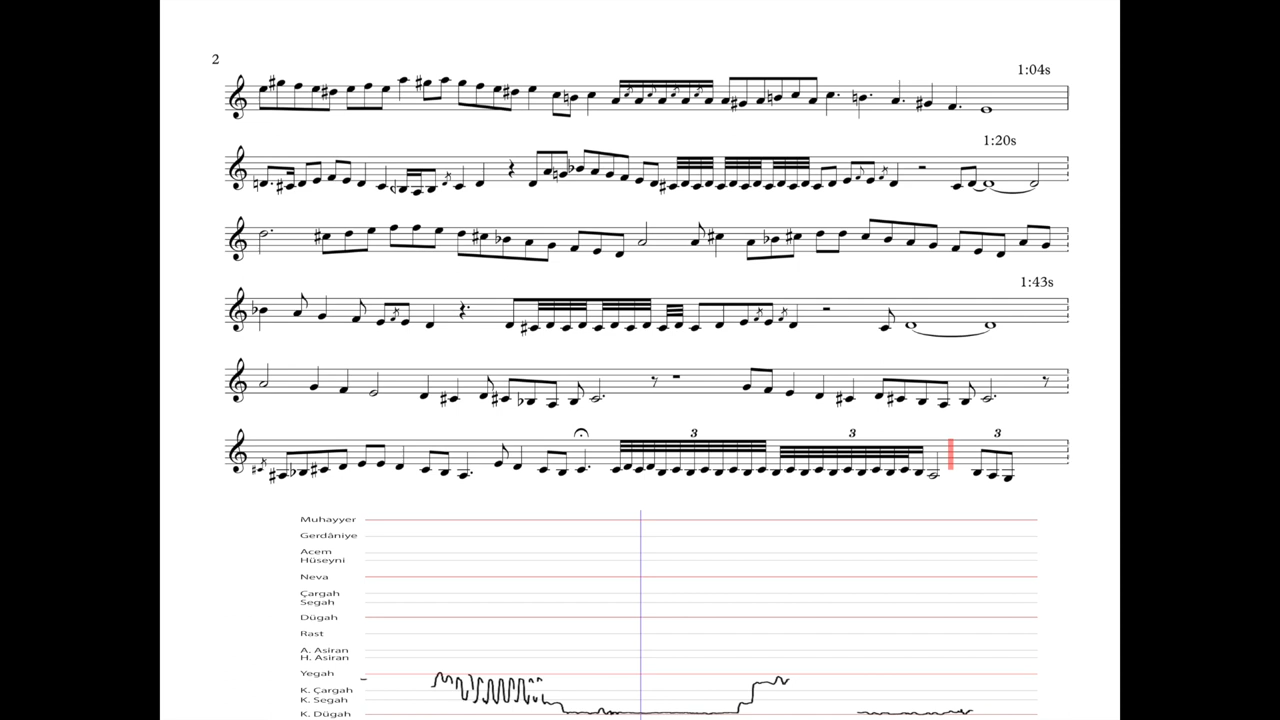 2
1:04s
1:20s
1:43s
3 3 3
Muhayyer
Gerdâniye
Acem
Hüseyni
Neva
Çargah
Segah
Dügah
Rast
A. Asiran
H. Asiran
Yegah
K. Çargah
K. Segah
K. Dügah